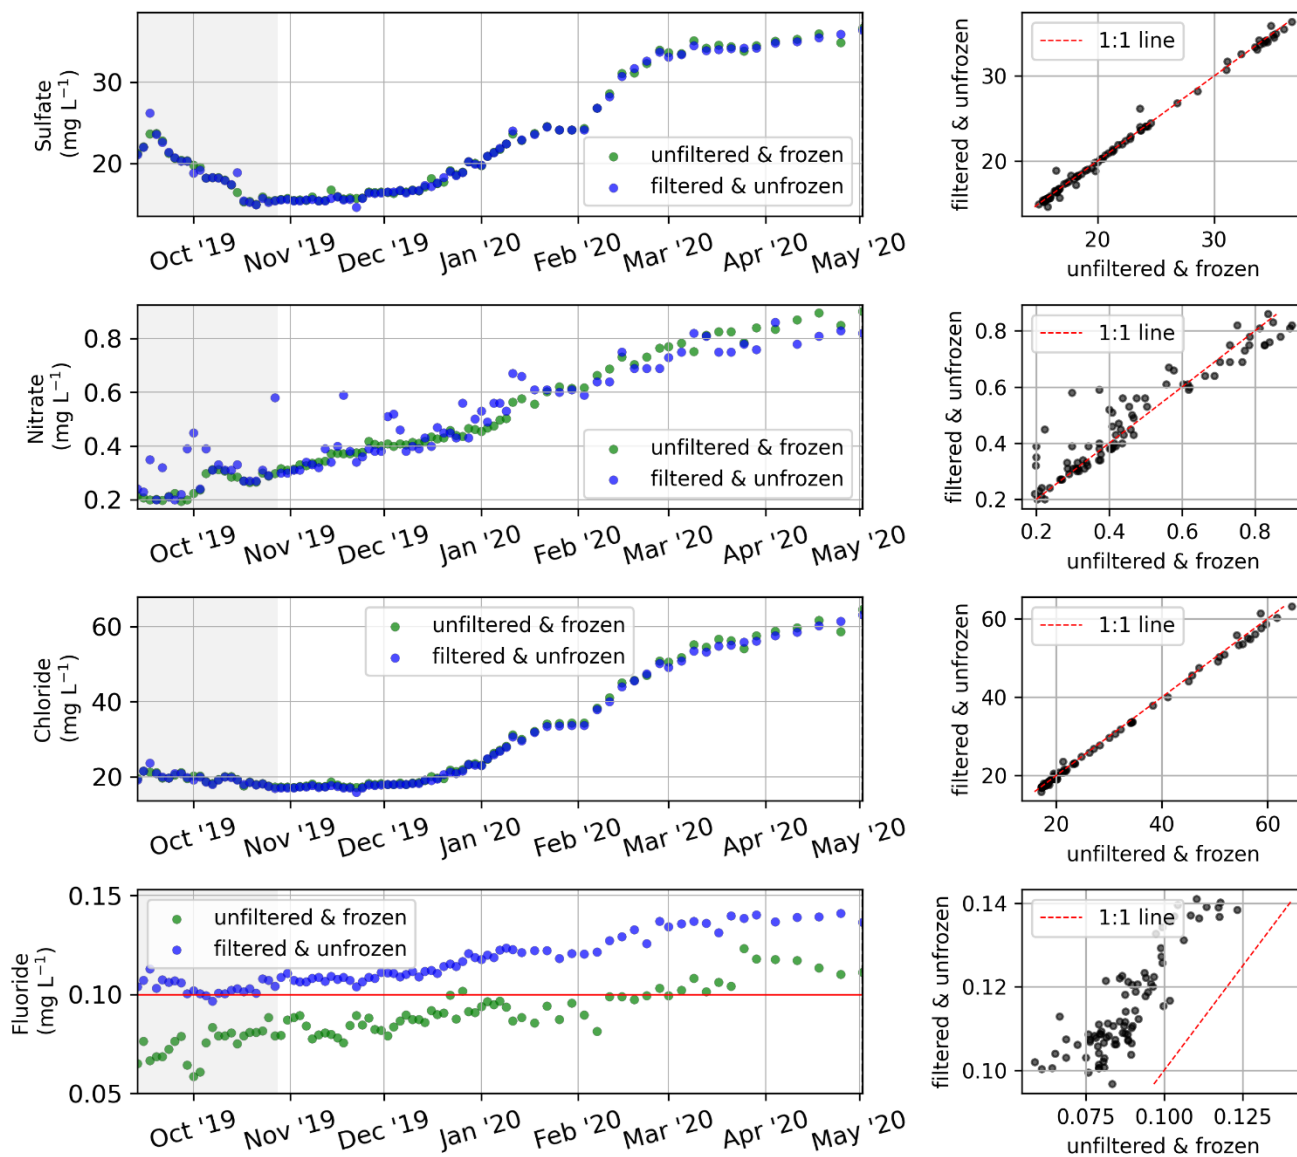 Sulfate
(mg L⁻¹)
30
20
unfiltered & frozen
filtered & unfrozen
Oct '19 Nov '19 Dec '19 Jan '20 Feb '20 Mar '20 Apr '20 May '20
filtered & unfrozen
30
20
1:1 line
20 30
unfiltered & frozen
Nitrate
(mg L⁻¹)
0.8
0.6
0.4
0.2
unfiltered & frozen
filtered & unfrozen
Oct '19 Nov '19 Dec '19 Jan '20 Feb '20 Mar '20 Apr '20 May '20
filtered & unfrozen
0.8
0.6
0.4
0.2
1:1 line
0.2 0.4 0.6 0.8
unfiltered & frozen
Chloride
(mg L⁻¹)
60
40
20
unfiltered & frozen
filtered & unfrozen
Oct '19 Nov '19 Dec '19 Jan '20 Feb '20 Mar '20 Apr '20 May '20
filtered & unfrozen
60
40
20
1:1 line
20 40 60
unfiltered & frozen
Fluoride
(mg L⁻¹)
0.15
0.10
0.05
unfiltered & frozen
filtered & unfrozen
Oct '19 Nov '19 Dec '19 Jan '20 Feb '20 Mar '20 Apr '20 May '20
filtered & unfrozen
0.14
0.12
0.10
1:1 line
0.075 0.100 0.125
unfiltered & frozen